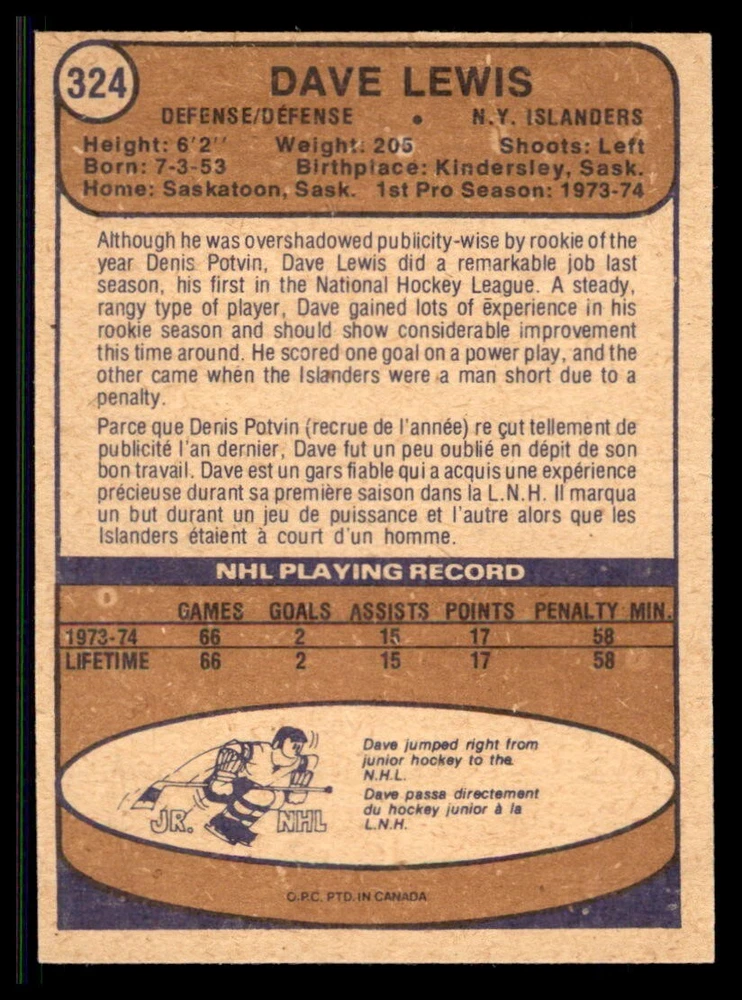 324
DAVE LEWIS
DEFENSE/DÉFENSE • N.Y. ISLANDERS
Height: 6'2'' Weight: 205 Shoots: Left
Born: 7-3-53 Birthplace: Kindersley, Sask.
Home: Saskatoon, Sask. 1st Pro Season: 1973-74
Although he was overshadowed publicity-wise by rookie of the
year Denis Potvin, Dave Lewis did a remarkable job last
season, his first in the National Hockey League. A steady,
rangy type of player, Dave gained lots of experience in his
rookie season and should show considerable improvement
this time around. He scored one goal on a power play, and the
other came when the Islanders were a man short due to a
penalty.
Parce que Denis Potvin (recrue de l'année) re çut tellement de
publicité l'an dernier, Dave fut un peu oublié en dépit de son
bon travail. Dave est un gars fiable qui a acquis une expérience
précieuse durant sa première saison dans la L.N.H. Il marqua
un but durant un jeu de puissance et l'autre alors que les
Islanders étaient à court d'un homme.
NHL PLAYING RECORD
GAMES GOALS ASSISTS POINTS PENALTY MIN.
1973-74 66 2 15 17 58
LIFETIME 66 2 15 17 58
Dave jumped right from
junior hockey to the
N.H.L.
Dave passa directement
du hockey junior à la
L.N.H.
JR. NHL
O.P.C. PTD. IN CANADA